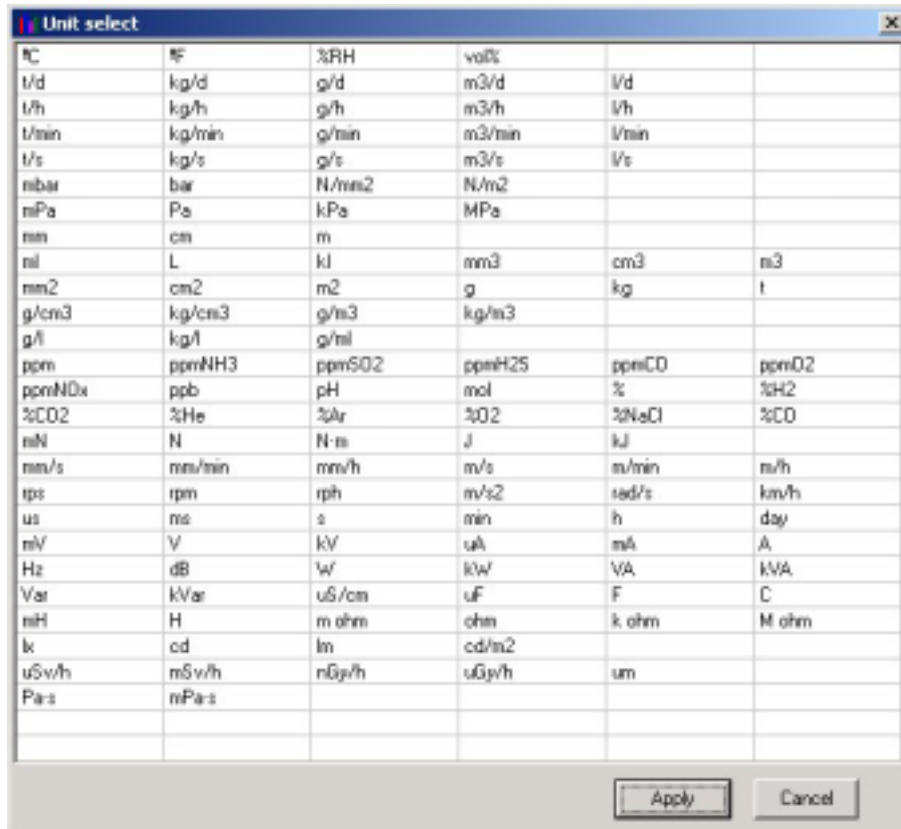 Unit select
℃ ℉ %RH vol%
t/d kg/d g/d m3/d l/d
t/h kg/h g/h m3/h l/h
t/min kg/min g/min m3/min l/min
t/s kg/s g/s m3/s l/s
mbar bar N/mm2 N/m2
mPa Pa kPa MPa
mm cm m
ml L kl mm3 cm3 m3
mm2 cm2 m2 g kg t
g/cm3 kg/cm3 g/m3 kg/m3
g/l kg/l g/ml
ppm ppmNH3 ppmSO2 ppmH2S ppmCO ppmO2
ppmNOx ppb pH mol % %H2
%CO2 %He %Ar %O2 %NaCl %CO
mN N N·m J kJ
mm/s mm/min mm/h m/s m/min m/h
rps rpm rph m/s2 rad/s km/h
us ms s min h day
mV V kV uA mA A
Hz dB W kW VA kVA
Var kVar uS/cm uF F C
mH H m ohm ohm k ohm M ohm
lx cd lm cd/m2
uSv/h mSv/h nGy/h uGy/h um
Pa·s mPa·s
Apply Cancel